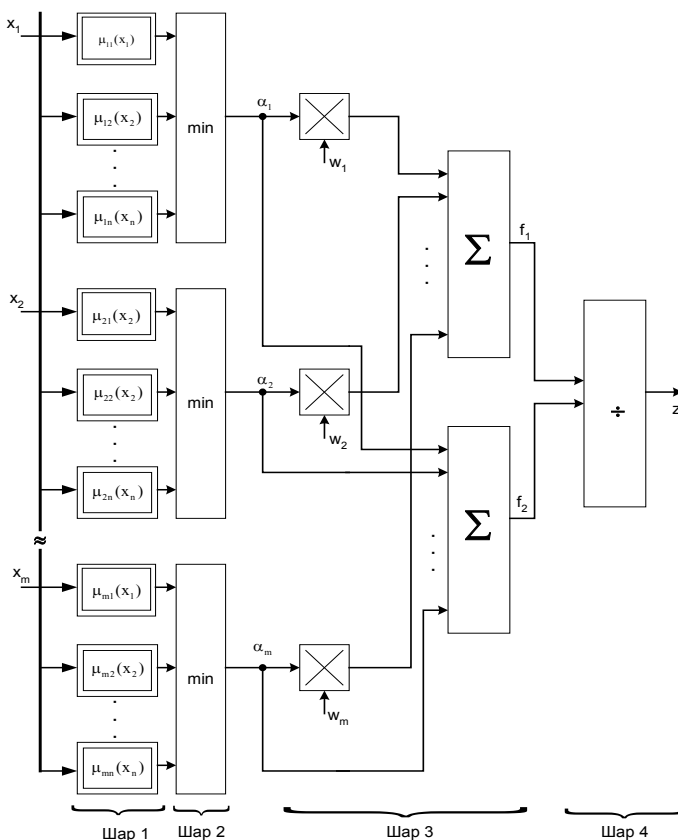 x₁
μ₁₁(x₁)
μ₁₂(x₂)
μ₁ₙ(xₙ)
min
α₁
w₁
Σ
f₁
x₂
μ₂₁(x₂)
μ₂₂(x₂)
μ₂ₙ(xₙ)
min
α₂
w₂
Σ
f₂
÷
z
≈
xₘ
μₘ₁(x₁)
μₘ₂(x₂)
μₘₙ(xₙ)
min
αₘ
wₘ
Шар 1 Шар 2 Шар 3 Шар 4